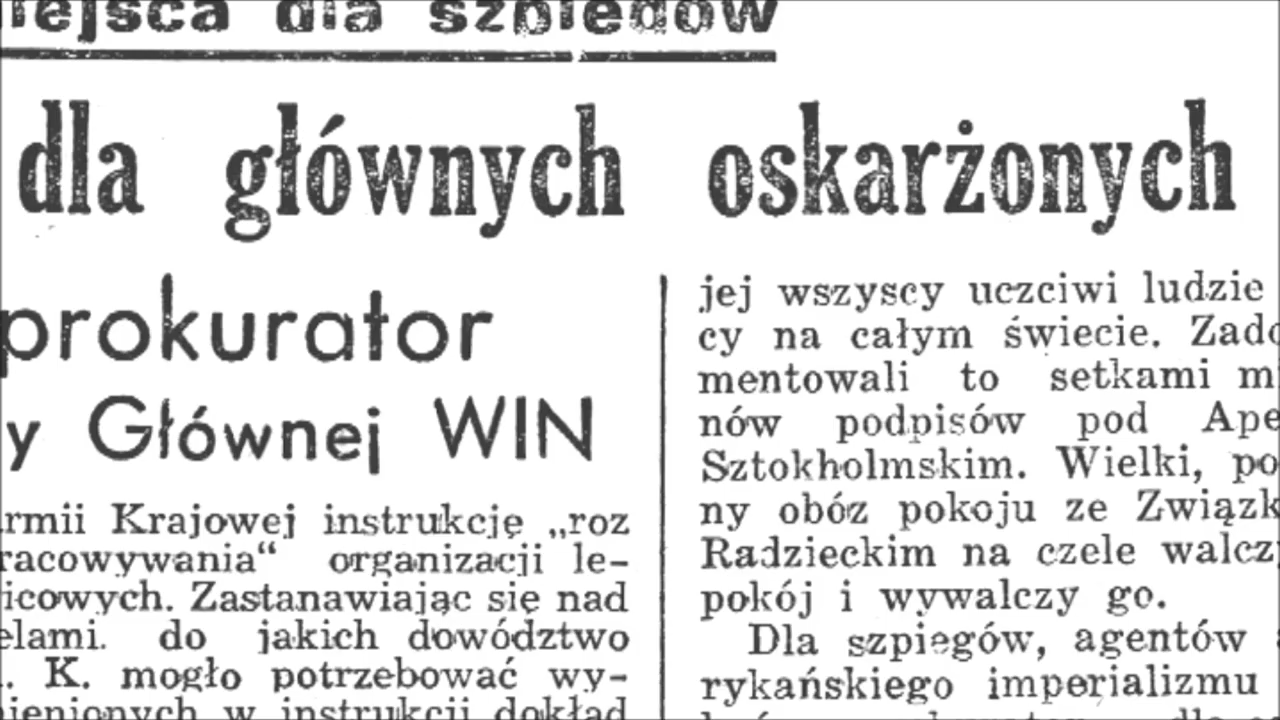 iejsca dla szpiegów
dla głównych oskarżonych
prokurator
y Głównej WIN
rmii Krajowej instrukcję „roz
racowywania“ organizacji le-
icowych. Zastanawiając się nad
elami. do jakich dowództwo
. K. mogło potrzebować wy-
ienionych w instrukcji dokład
jej wszyscy uczciwi ludzie
cy na całym świecie. Zado
mentowali to setkami mi
nów podpisów pod Ape
Sztokholmskim. Wielki, po
ny obóz pokoju ze Związk
Radzieckim na czele walczy
pokój i wywalczy go.
Dla szpiegów, agentów
rykańskiego imperializmu